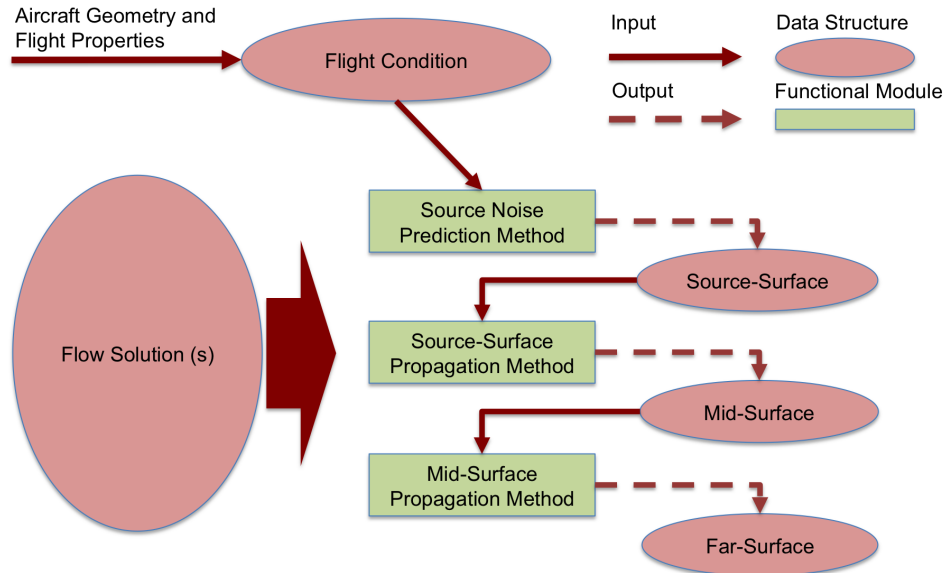 Aircraft Geometry and
Flight Properties
Flight Condition
Input
Data Structure
Output
Functional Module
Source Noise
Prediction Method
Source-Surface
Flow Solution (s)
Source-Surface
Propagation Method
Mid-Surface
Mid-Surface
Propagation Method
Far-Surface